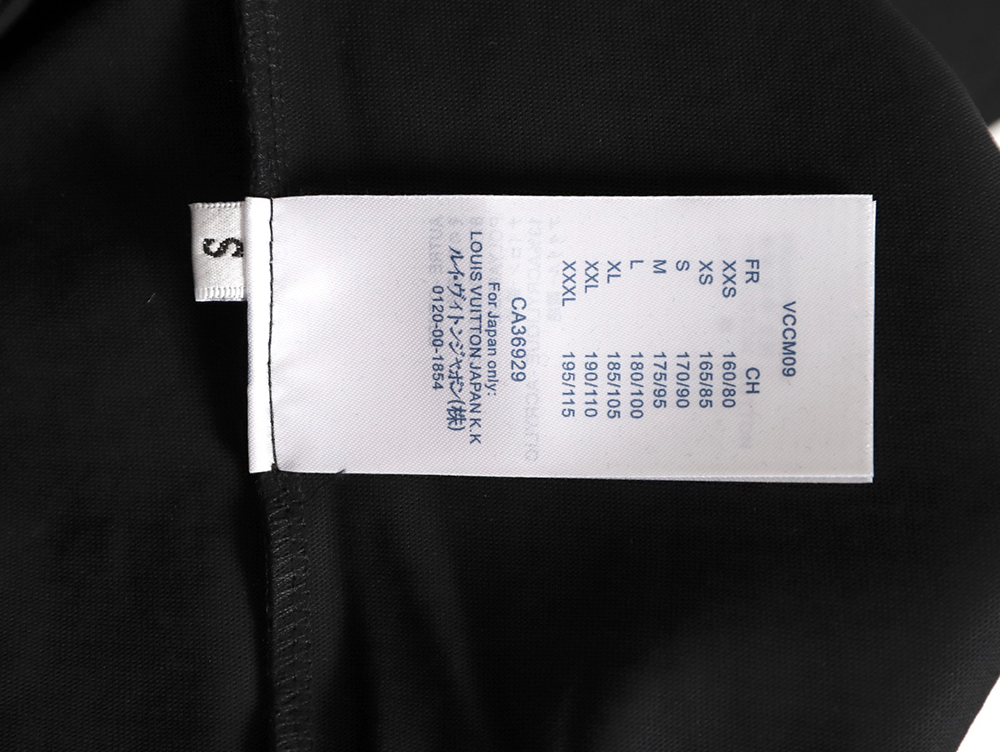 S
VCCM09
FR CH
XXS 160/80
XS 165/85
S 170/90
M 175/95
L 180/100
XL 185/105
XXL 190/110
XXXL 195/115
CA36929
For Japan only:
LOUIS VUITTON JAPAN K.K
ルイ・ヴィトンジャポン(株)
0120-00-1854